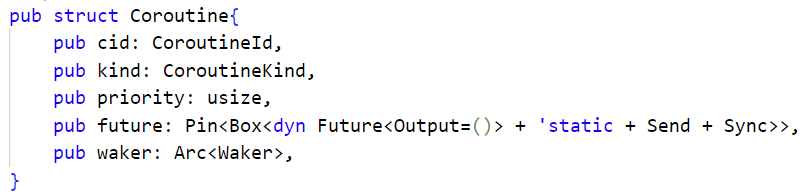 pub struct Coroutine{
    pub cid: CoroutineId,
    pub kind: CoroutineKind,
    pub priority: usize,
    pub future: Pin<Box<dyn Future<Output=()> + 'static + Send + Sync>>,
    pub waker: Arc<Waker>,
}